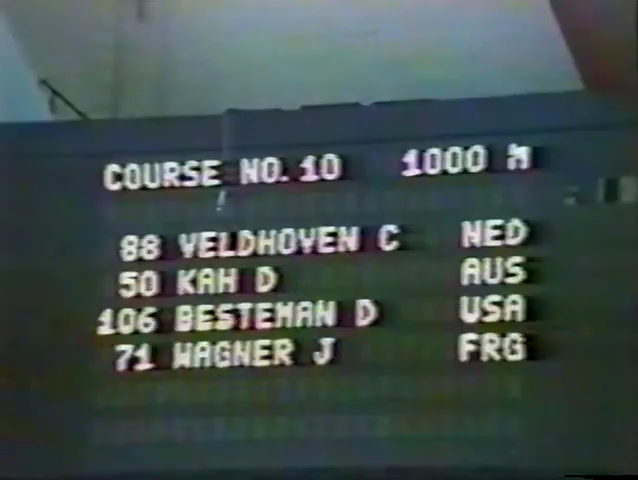 COURSE NO. 10 1000 M
88 VELDHOVEN C NED
50 KAH D AUS
106 BESTEMAN D USA
71 WAGNER J FRG